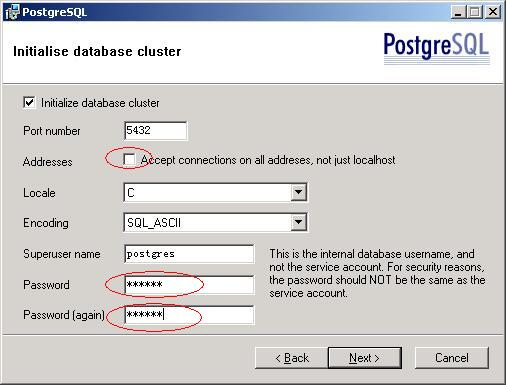 PostgreSQL
Initialise database cluster
PostgreSQL
Initialize database cluster
Port number 5432
Addresses Accept connections on all addreses, not just localhost
Locale C
Encoding SQL_ASCII
Superuser name postgres
This is the internal database username, and
not the service account. For security reasons,
the password should NOT be the same as the
service account.
Password ******
Password (again) ******
< Back Next > Cancel